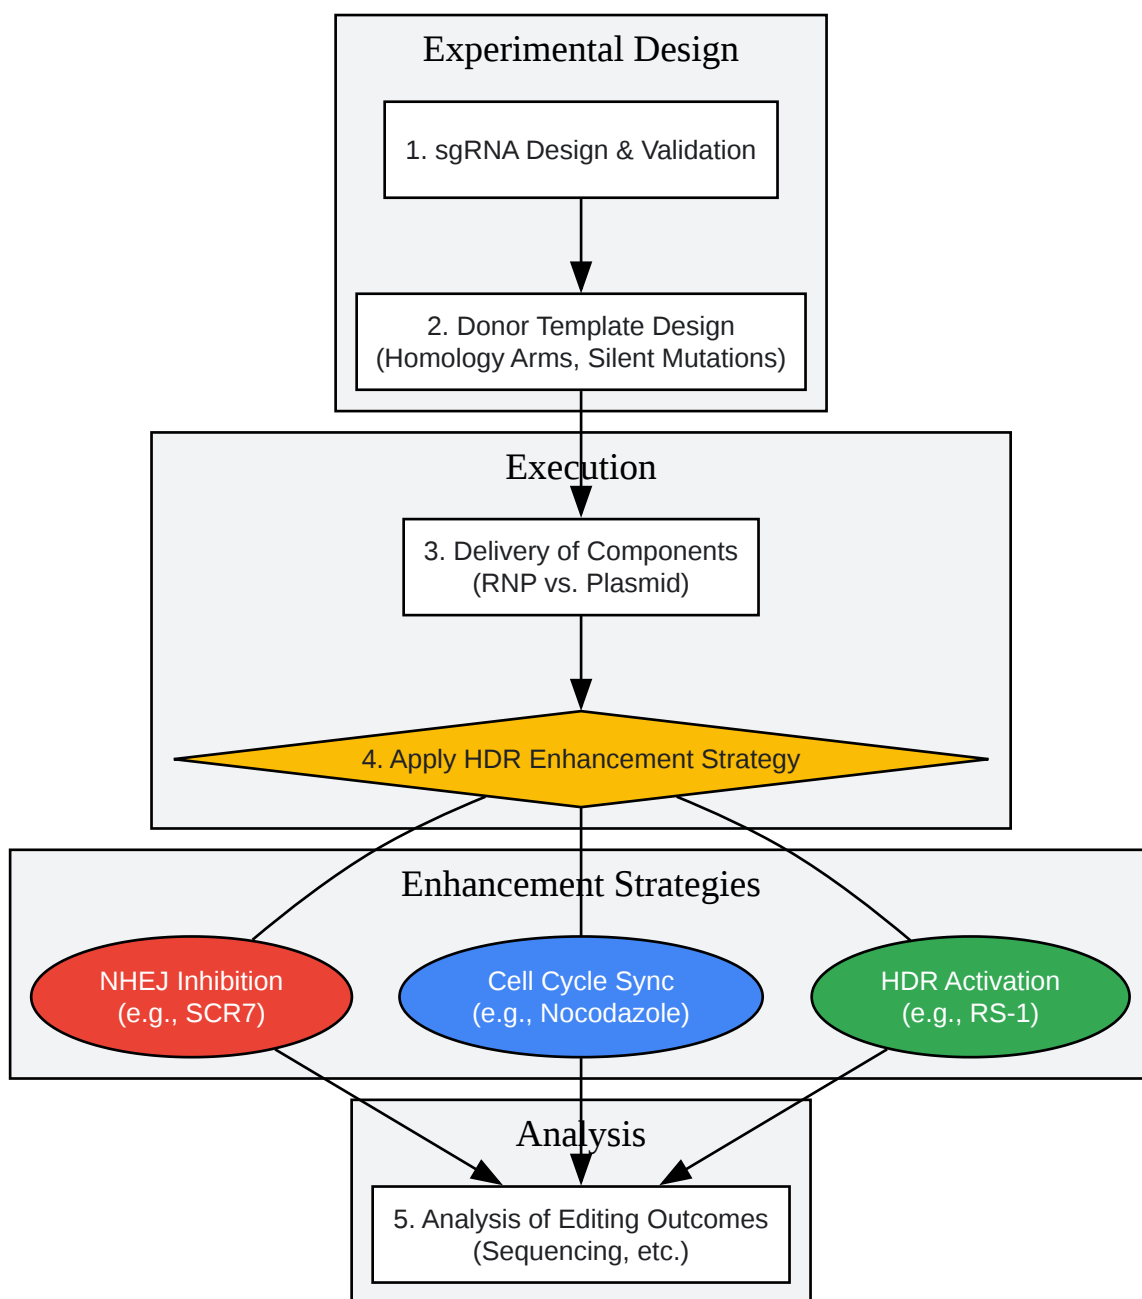 Experimental Design
1. sgRNA Design & Validation
2. Donor Template Design
(Homology Arms, Silent Mutations)
Execution
3. Delivery of Components
(RNP vs. Plasmid)
4. Apply HDR Enhancement Strategy
Enhancement Strategies
NHEJ Inhibition
(e.g., SCR7)
Cell Cycle Sync
(e.g., Nocodazole)
HDR Activation
(e.g., RS-1)
Analysis
5. Analysis of Editing Outcomes
(Sequencing, etc.)